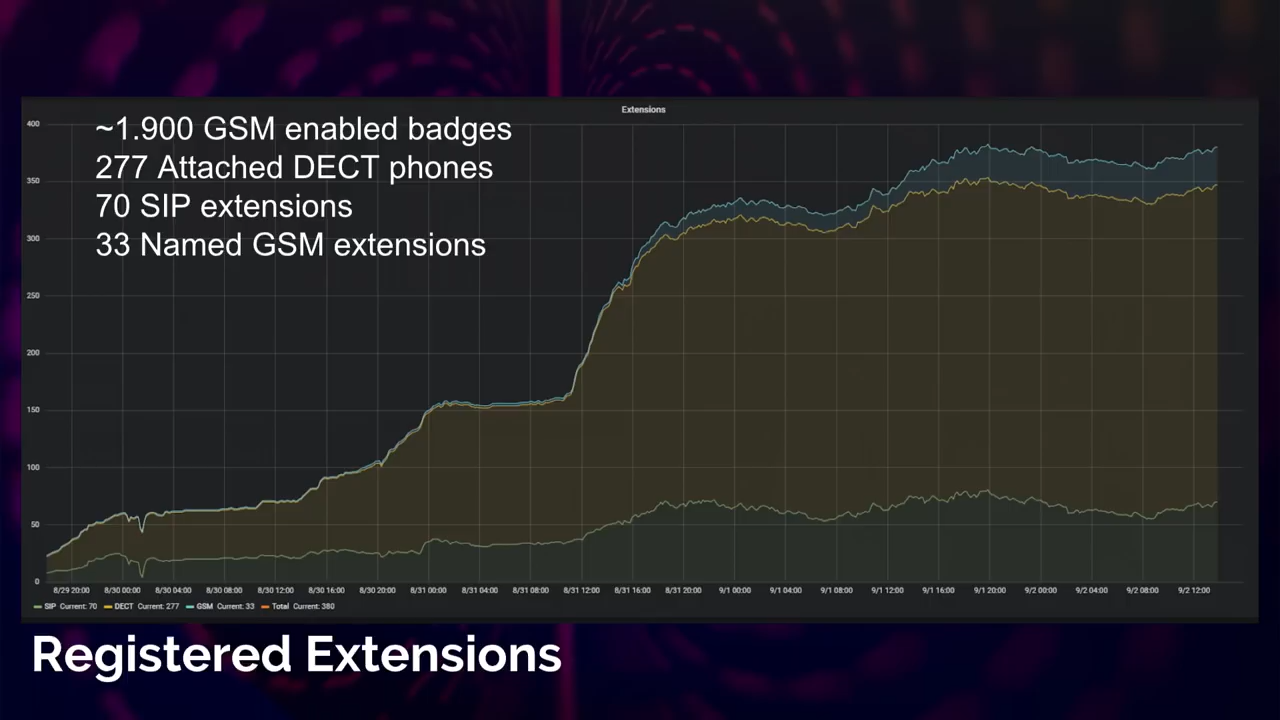 Extensions
~1.900 GSM enabled badges
277 Attached DECT phones
70 SIP extensions
33 Named GSM extensions
400
350
300
250
200
150
100
50
0
8/29 20:00 8/30 00:00 8/30 04:00 8/30 08:00 8/30 12:00 8/30 16:00 8/30 20:00 8/31 00:00 8/31 04:00 8/31 08:00 8/31 12:00 8/31 16:00 8/31 20:00 9/1 00:00 9/1 04:00 9/1 08:00 9/1 12:00 9/1 16:00 9/1 20:00 9/2 00:00 9/2 04:00 9/2 08:00 9/2 12:00
SIP Current: 70 DECT Current: 277 GSM Current: 33 Total Current: 380
Registered Extensions